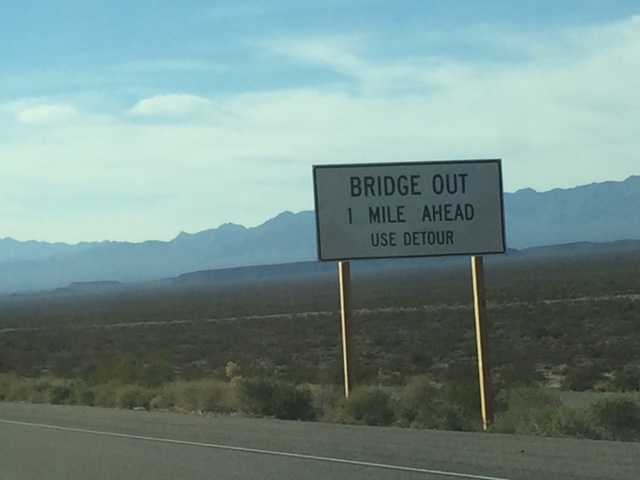 BRIDGE OUT
1 MILE AHEAD
USE DETOUR